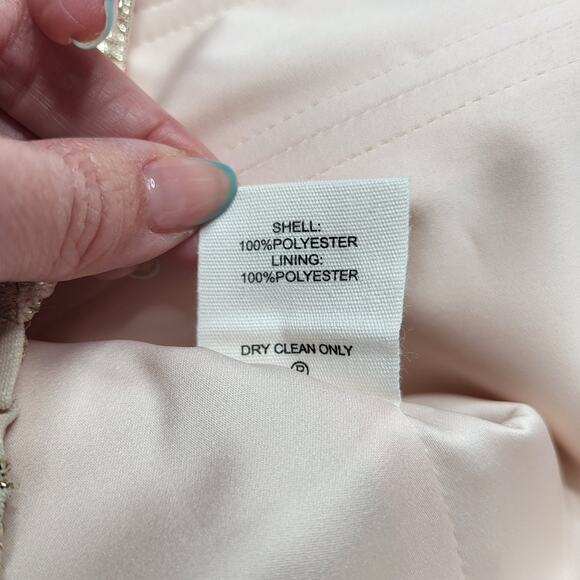 SHELL:
100%POLYESTER
LINING:
100%POLYESTER
DRY CLEAN ONLY
P